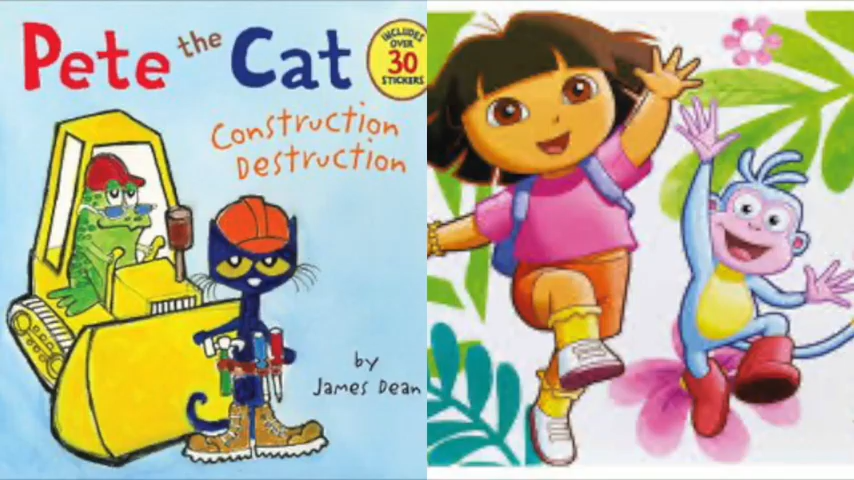 Pete the Cat
INCLUDES
OVER
30
STICKERS
Construction
Destruction
by
James Dean